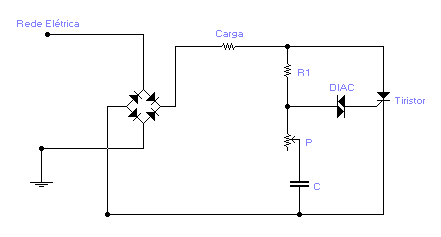 Rede Elétrica
Carga
R1
DIAC
Tiristor
P
C